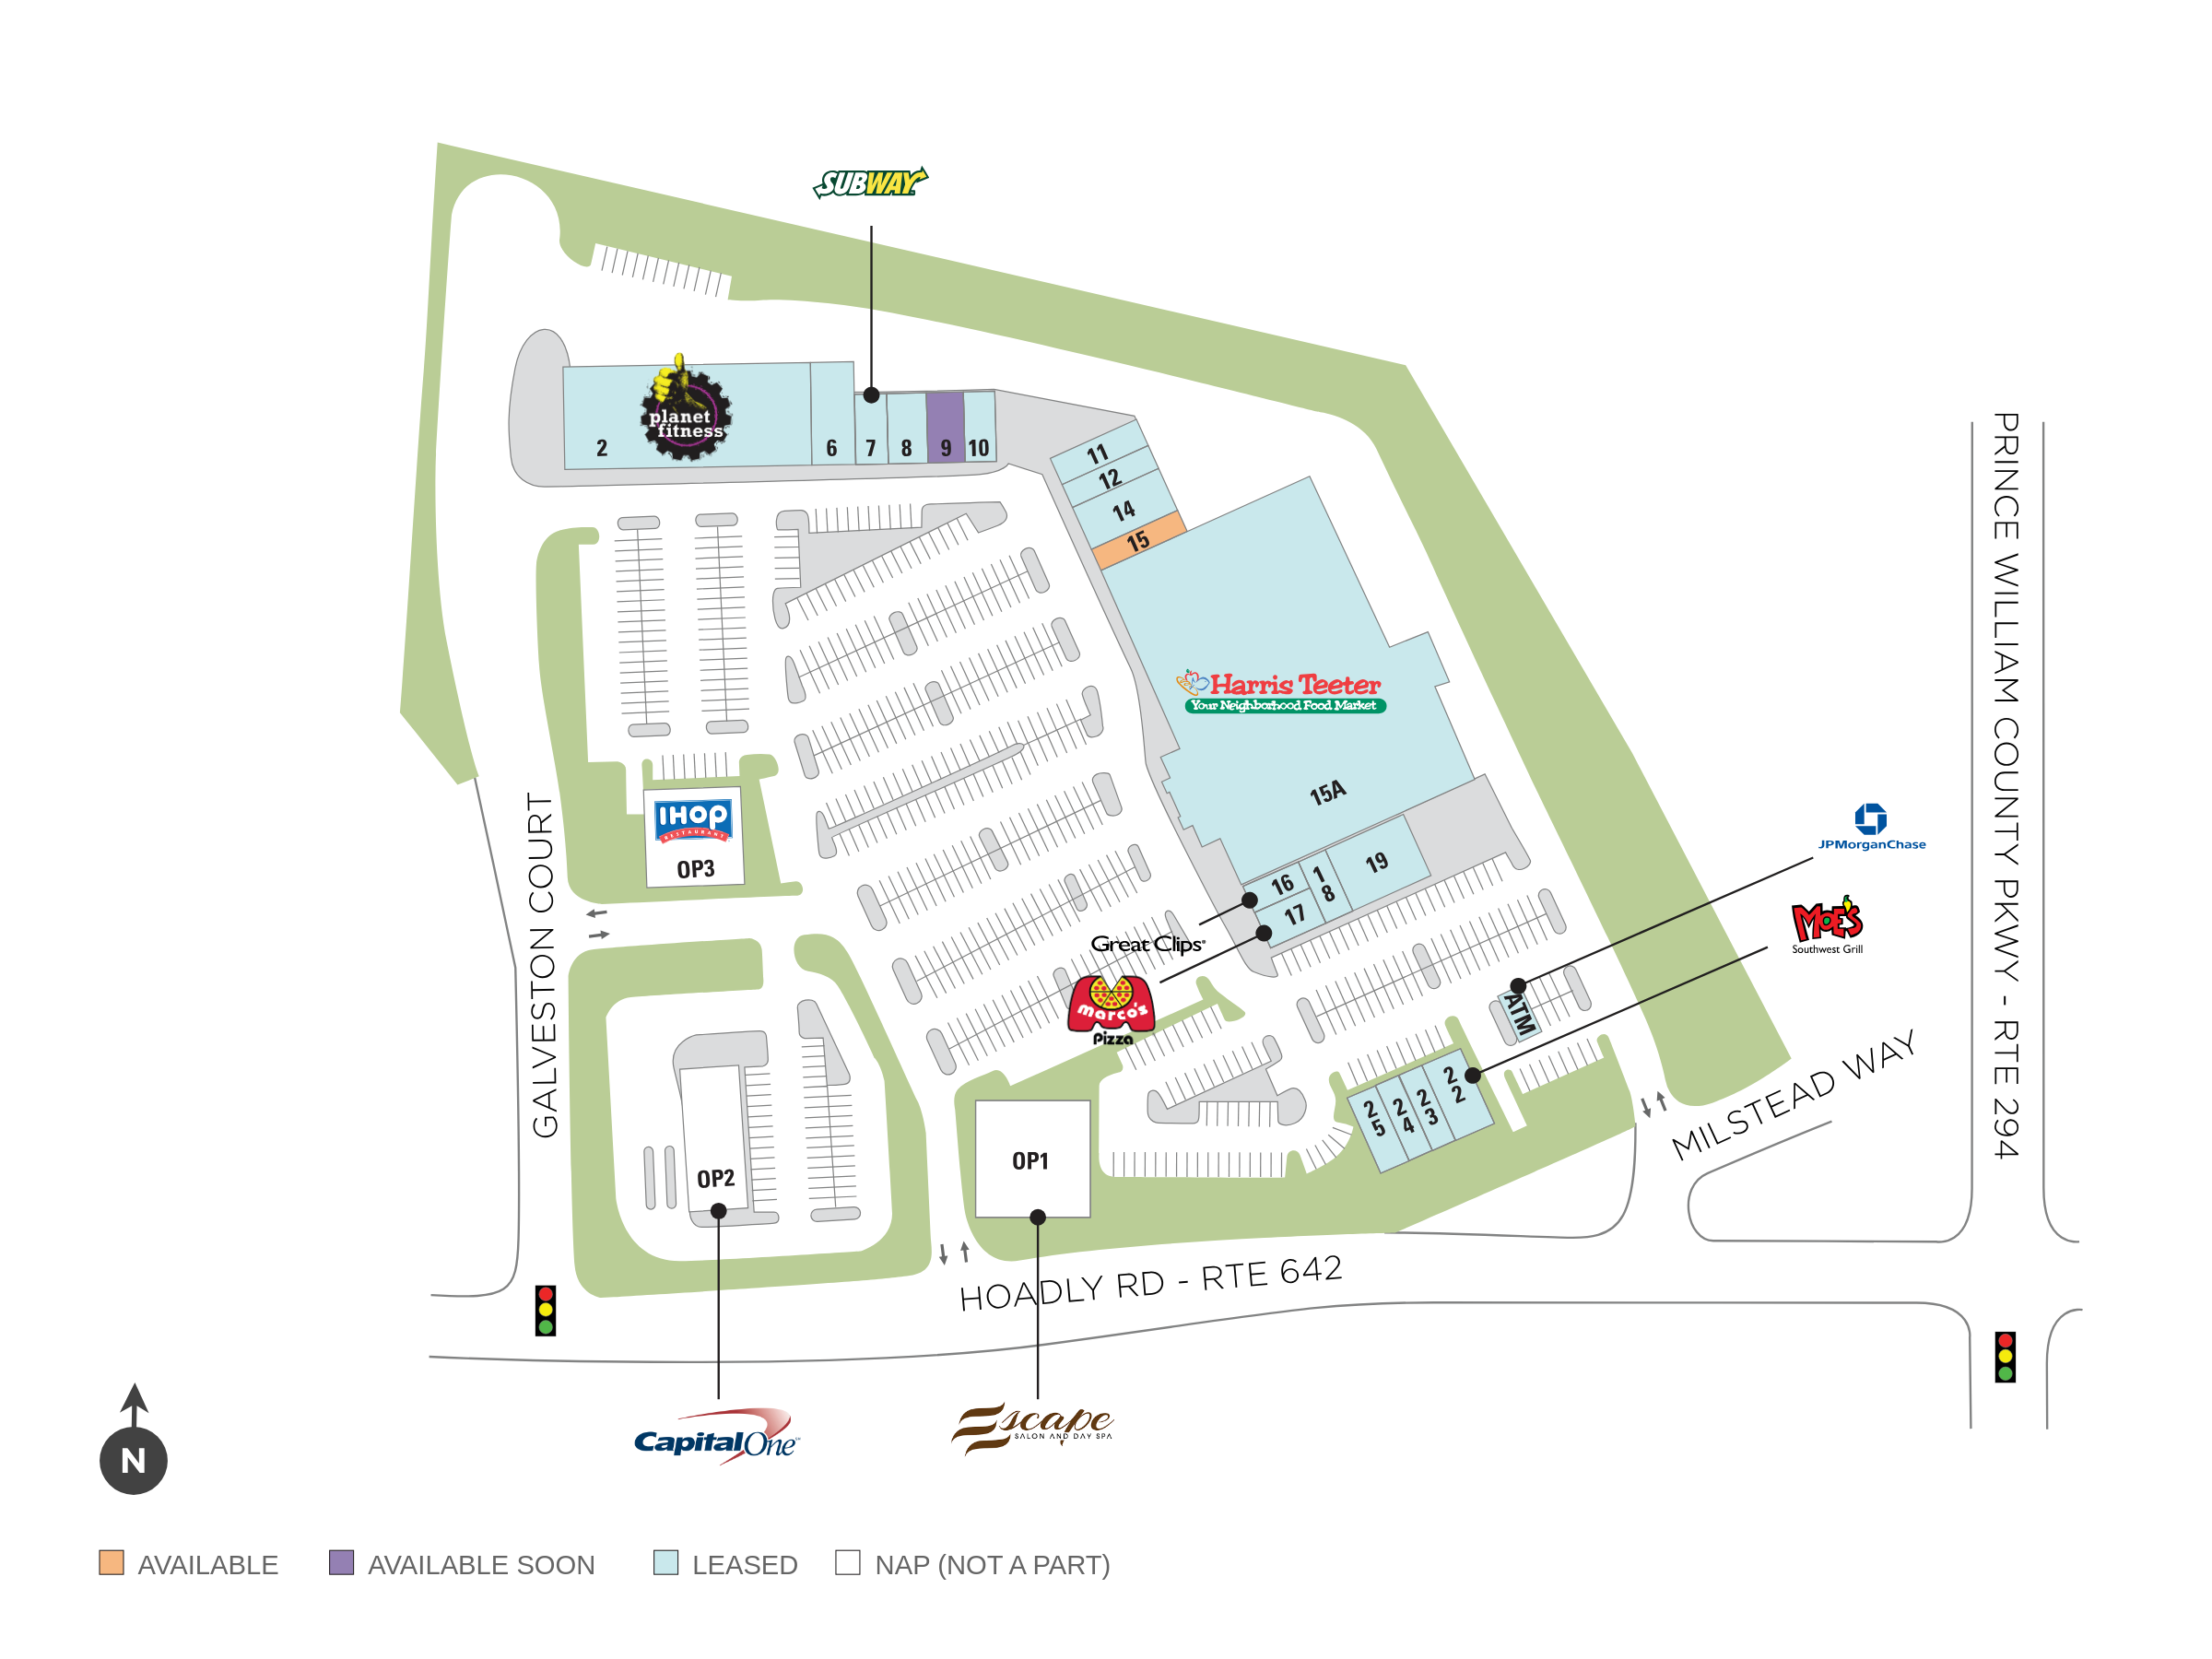 SUBWAY
planet
fitness
2
6
7
8
9
10
11
12
14
15
Harris Teeter
Your Neighborhood Food Market
15A
16
17
18
19
Great Clips
marco's
Pizza
IHOP
RESTAURANT
OP3
OP2
OP1
ATM
22
23
24
25
JPMorganChase
MOE'S
Southwest Grill
GALVESTON COURT
MILSTEAD WAY
PRINCE WILLIAM COUNTY PKWY - RTE 294
HOADLY RD - RTE 642
CapitalOne
Escape
SALON AND DAY SPA
N
AVAILABLE
AVAILABLE SOON
LEASED
NAP (NOT A PART)